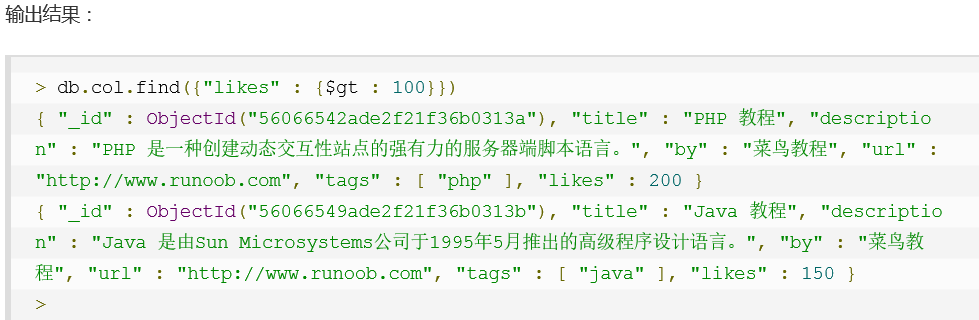 输出结果：
> db.col.find({"likes" : {$gt : 100}})
{ "_id" : ObjectId("56066542ade2f21f36b0313a"), "title" : "PHP 教程", "descriptio
n" : "PHP 是一种创建动态交互性站点的强有力的服务器端脚本语言。", "by" : "菜鸟教程", "url" :
"http://www.runoob.com", "tags" : [ "php" ], "likes" : 200 }
{ "_id" : ObjectId("56066549ade2f21f36b0313b"), "title" : "Java 教程", "descriptio
n" : "Java 是由Sun Microsystems公司于1995年5月推出的高级程序设计语言。", "by" : "菜鸟教
程", "url" : "http://www.runoob.com", "tags" : [ "java" ], "likes" : 150 }
>